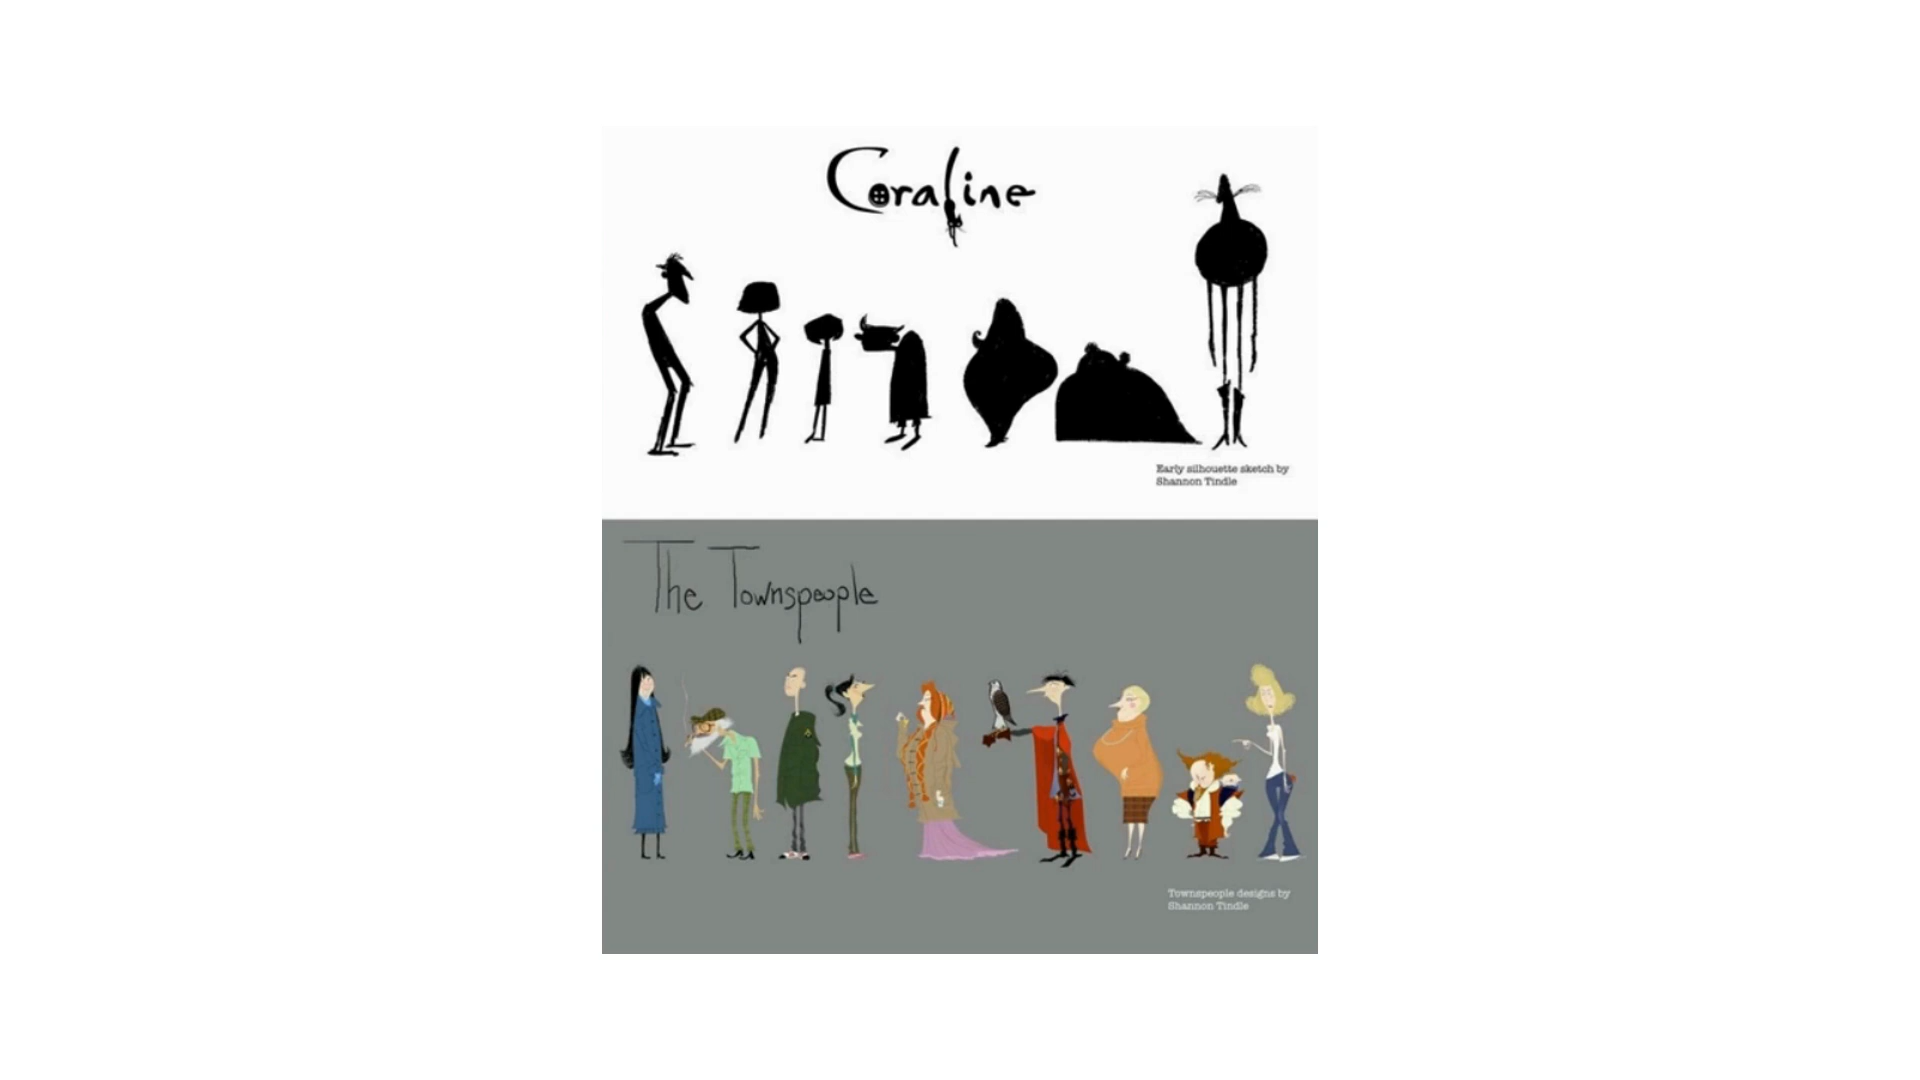 Coraline
Early silhouette sketch by
Shannon Tindle
The Townspeople
Townspeople designs by
Shannon Tindle